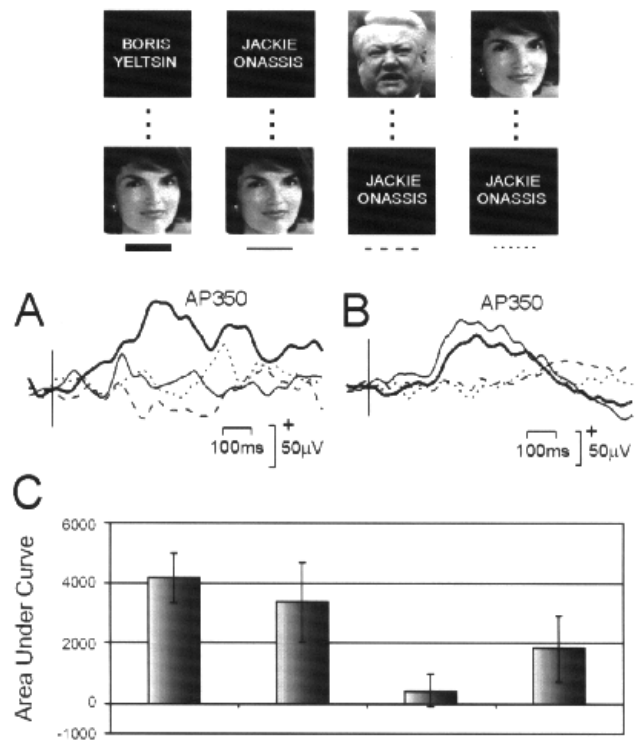 BORIS
YELTSIN
JACKIE
ONASSIS
JACKIE
ONASSIS
JACKIE
ONASSIS
A
AP350
100ms
+
50µV
B
AP350
100ms
+
50µV
C
Area Under Curve
6000
4000
2000
0
-1000